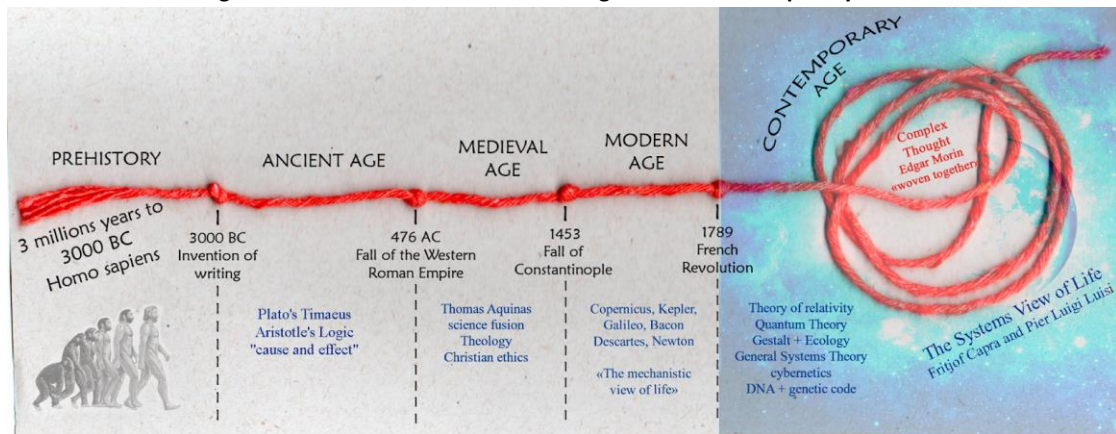 PREHISTORY
3 millions years to
3000 BC
Homo sapiens
3000 BC
Invention of
writing
ANCIENT AGE
Plato's Timaeus
Aristotle's Logic
"cause and effect"
476 AC
Fall of the Western
Roman Empire
MEDIEVAL
AGE
Thomas Aquinas
science fusion
Theology
Christian ethics
1453
Fall of
Constantinople
MODERN
AGE
Copernicus, Kepler,
Galileo, Bacon
Descartes, Newton
«The mechanistic
view of life»
1789
French
Revolution
CONTEMPORARY
AGE
Complex
Thought
Edgar Morin
«woven together»
Theory of relativity
Quantum Theory
Gestalt + Ecology
General Systems Theory
cybernetics
DNA + genetic code
The Systems View of Life
Fritjof Capra and Pier Luigi Luisi